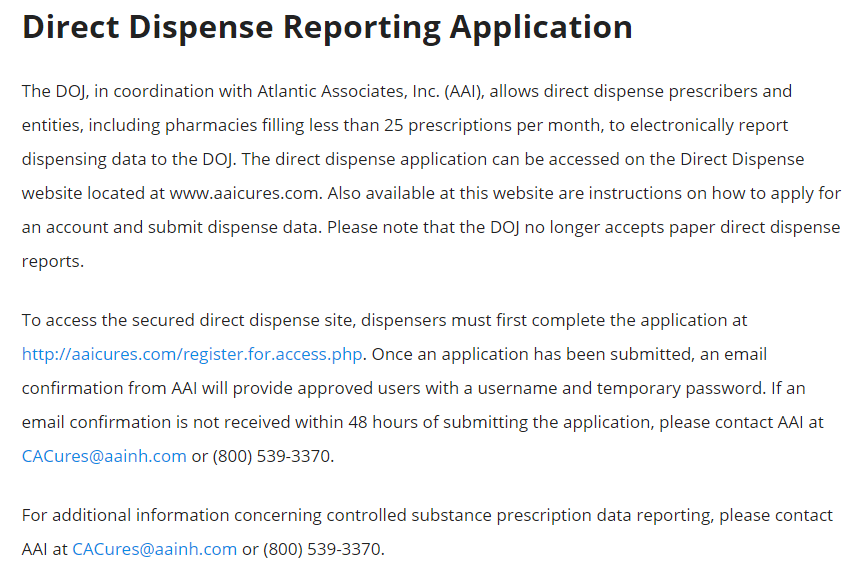 Direct Dispense Reporting Application
The DOJ, in coordination with Atlantic Associates, Inc. (AAI), allows direct dispense prescribers and
entities, including pharmacies filling less than 25 prescriptions per month, to electronically report
dispensing data to the DOJ. The direct dispense application can be accessed on the Direct Dispense
website located at www.aaicures.com. Also available at this website are instructions on how to apply for
an account and submit dispense data. Please note that the DOJ no longer accepts paper direct dispense
reports.
To access the secured direct dispense site, dispensers must first complete the application at
http://aaicures.com/register.for.access.php. Once an application has been submitted, an email
confirmation from AAI will provide approved users with a username and temporary password. If an
email confirmation is not received within 48 hours of submitting the application, please contact AAI at
CACures@aainh.com or (800) 539-3370.
For additional information concerning controlled substance prescription data reporting, please contact
AAI at CACures@aainh.com or (800) 539-3370.